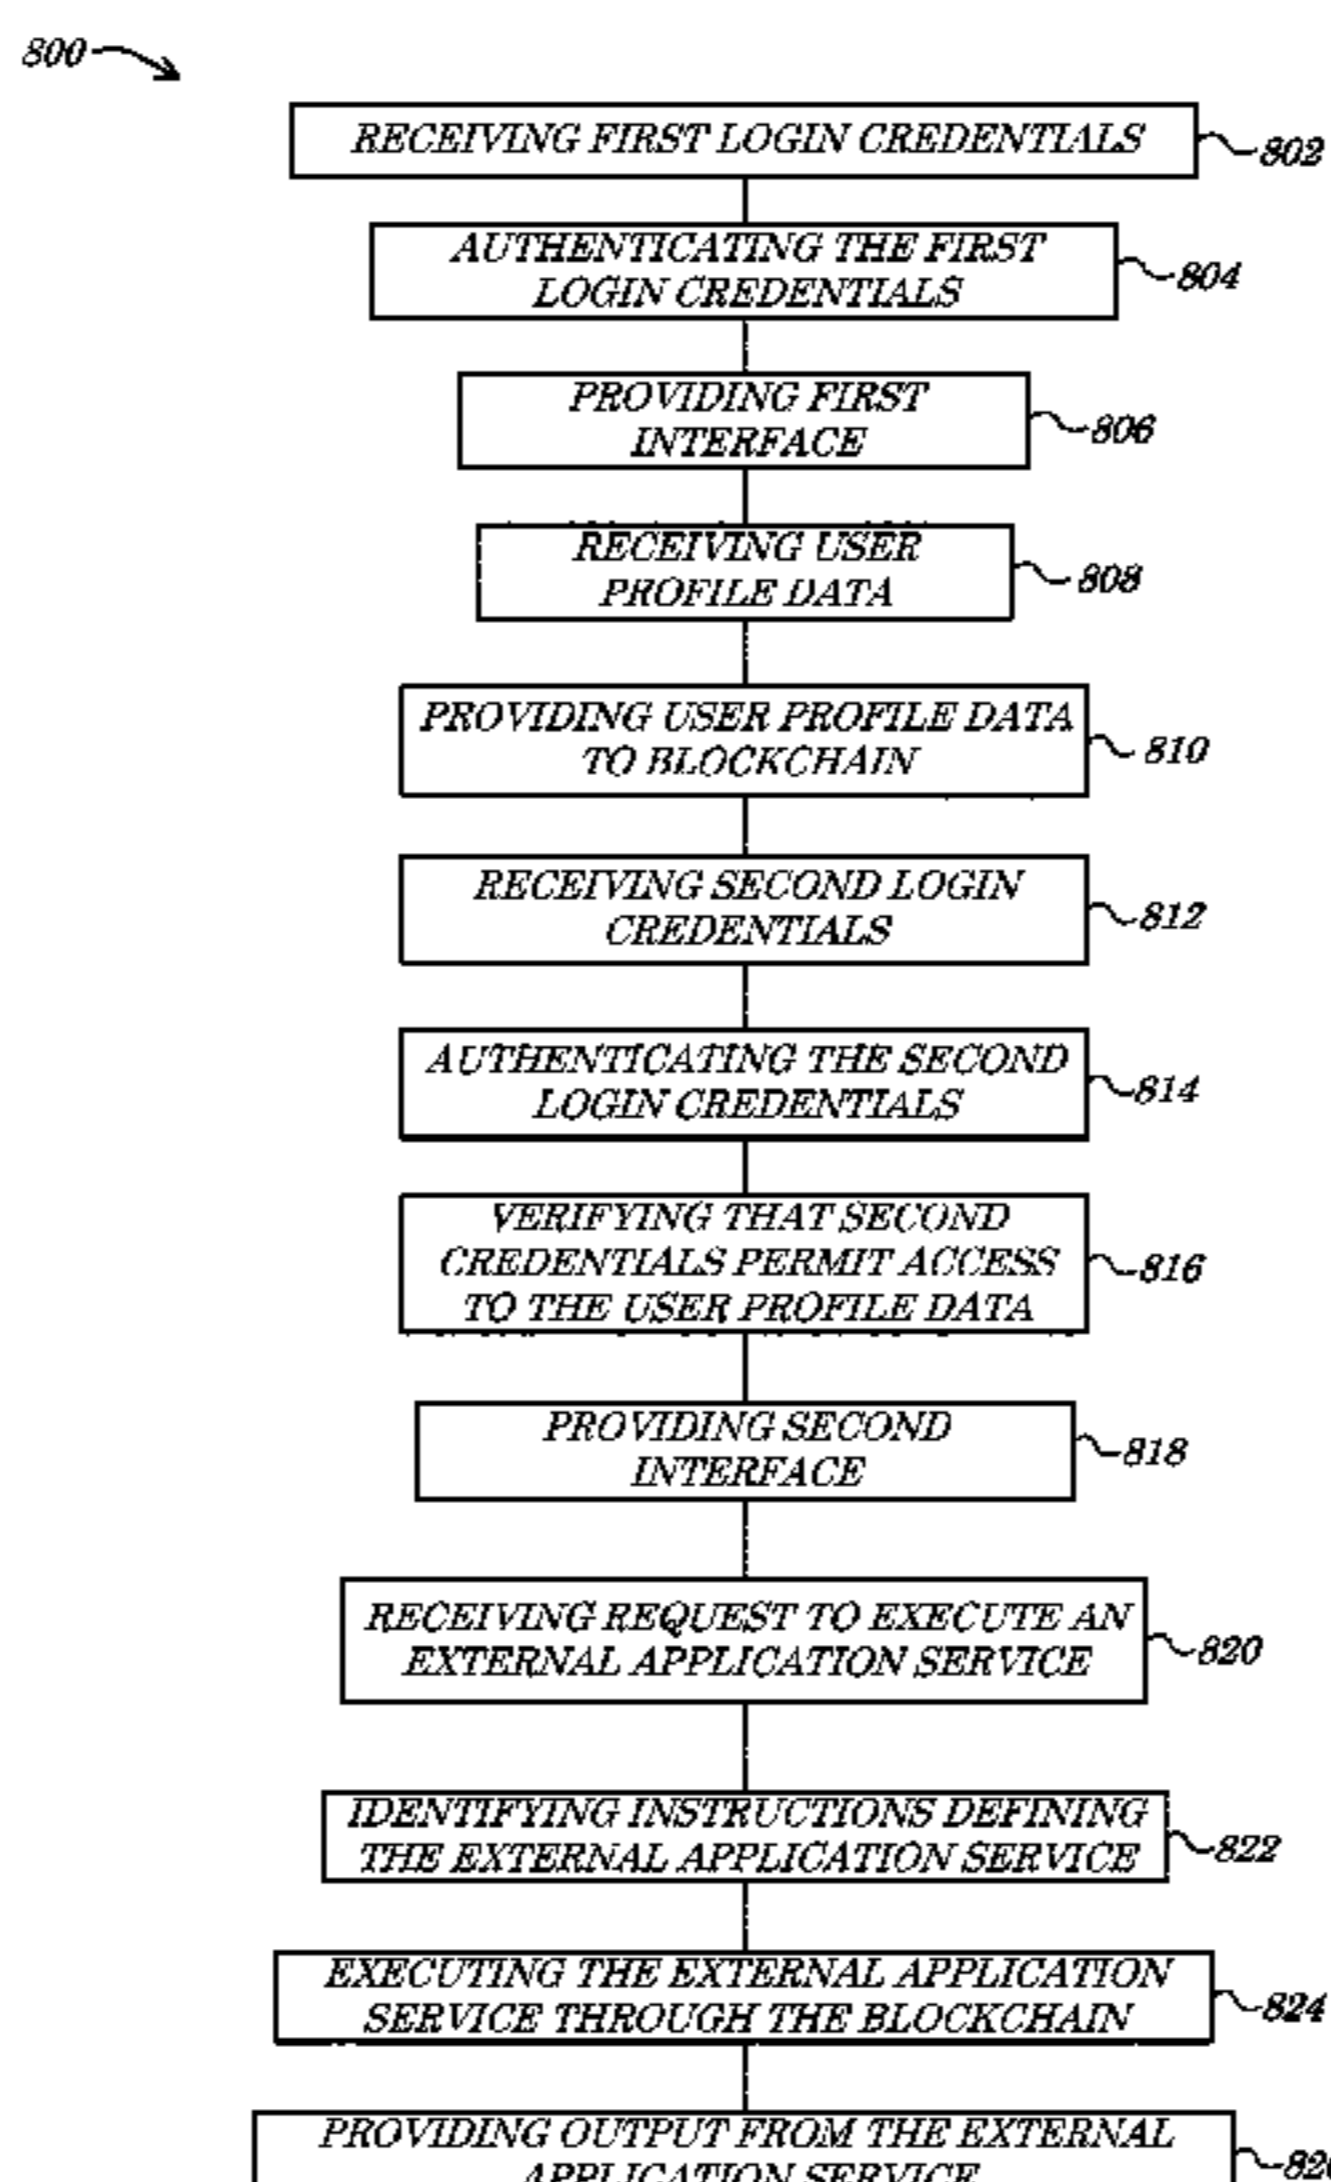 800
RECEIVING FIRST LOGIN CREDENTIALS
802
AUTHENTICATING THE FIRST
LOGIN CREDENTIALS
804
PROVIDING FIRST
INTERFACE
806
RECEIVING USER
PROFILE DATA
808
PROVIDING USER PROFILE DATA
TO BLOCKCHAIN
810
RECEIVING SECOND LOGIN
CREDENTIALS
812
AUTHENTICATING THE SECOND
LOGIN CREDENTIALS
814
VERIFYING THAT SECOND
CREDENTIALS PERMIT ACCESS
TO THE USER PROFILE DATA
816
PROVIDING SECOND
INTERFACE
818
RECEIVING REQUEST TO EXECUTE AN
EXTERNAL APPLICATION SERVICE
820
IDENTIFYING INSTRUCTIONS DEFINING
THE EXTERNAL APPLICATION SERVICE
822
EXECUTING THE EXTERNAL APPLICATION
SERVICE THROUGH THE BLOCKCHAIN
824
PROVIDING OUTPUT FROM THE EXTERNAL
APPLICATION SERVICE